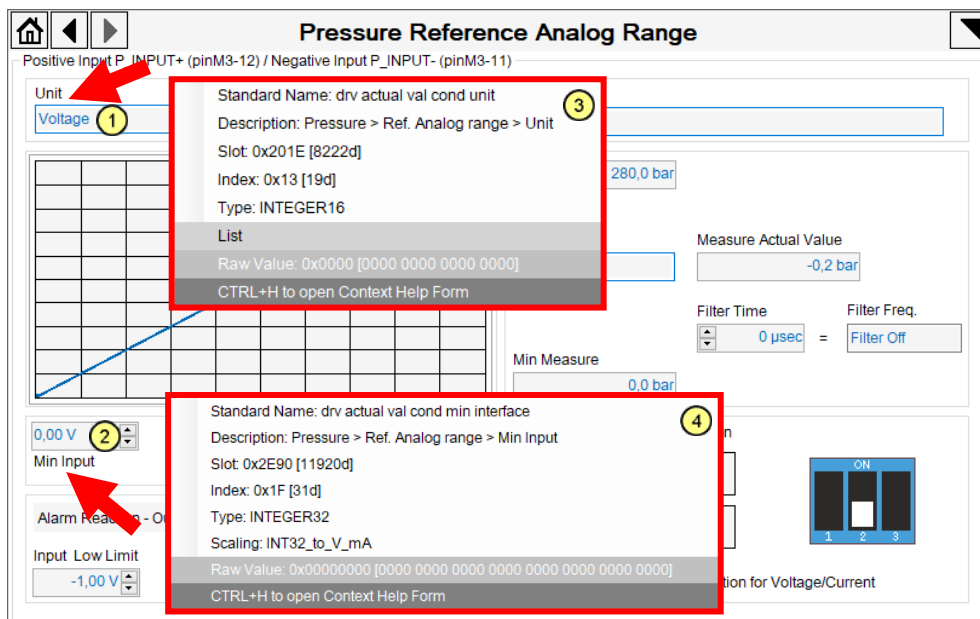 Pressure Reference Analog Range
Positive Input P_INPUT+ (pinM3-12) / Negative Input P_INPUT- (pinM3-11)
Unit
Voltage
1
3
Standard Name: drv actual val cond unit
Description: Pressure > Ref. Analog range > Unit
Slot: 0x201E [8222d]
Index: 0x13 [19d]
Type: INTEGER16
List
Raw Value: 0x0000 [0000 0000 0000 0000]
CTRL+H to open Context Help Form
280,0 bar
Measure Actual Value
-0,2 bar
Filter Time
Filter Freq.
0 µsec = Filter Off
Min Measure
0,0 bar
0,00 V
2
Min Input
4
Standard Name: drv actual val cond min interface
Description: Pressure > Ref. Analog range > Min Input
Slot: 0x2E90 [11920d]
Index: 0x1F [31d]
Type: INTEGER32
Scaling: INT32_to_V_mA
Raw Value: 0x00000000 [0000 0000 0000 0000 0000 0000 0000 0000]
CTRL+H to open Context Help Form
ON
1 2 3
Alarm
Input Low Limit
-1,00 V
tion for Voltage/Current